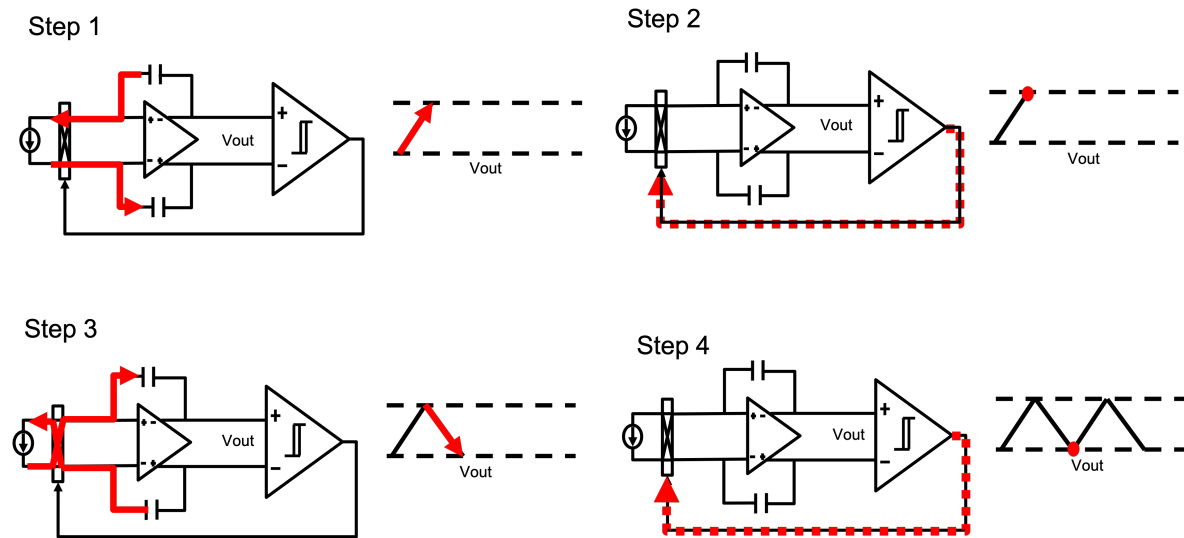 Step 1
+ -
- +
Vout
+
−
Vout
Step 2
+ -
- +
Vout
+
−
Vout
Step 3
+ -
- +
Vout
+
−
Vout
Step 4
+ -
- +
Vout
+
−
Vout